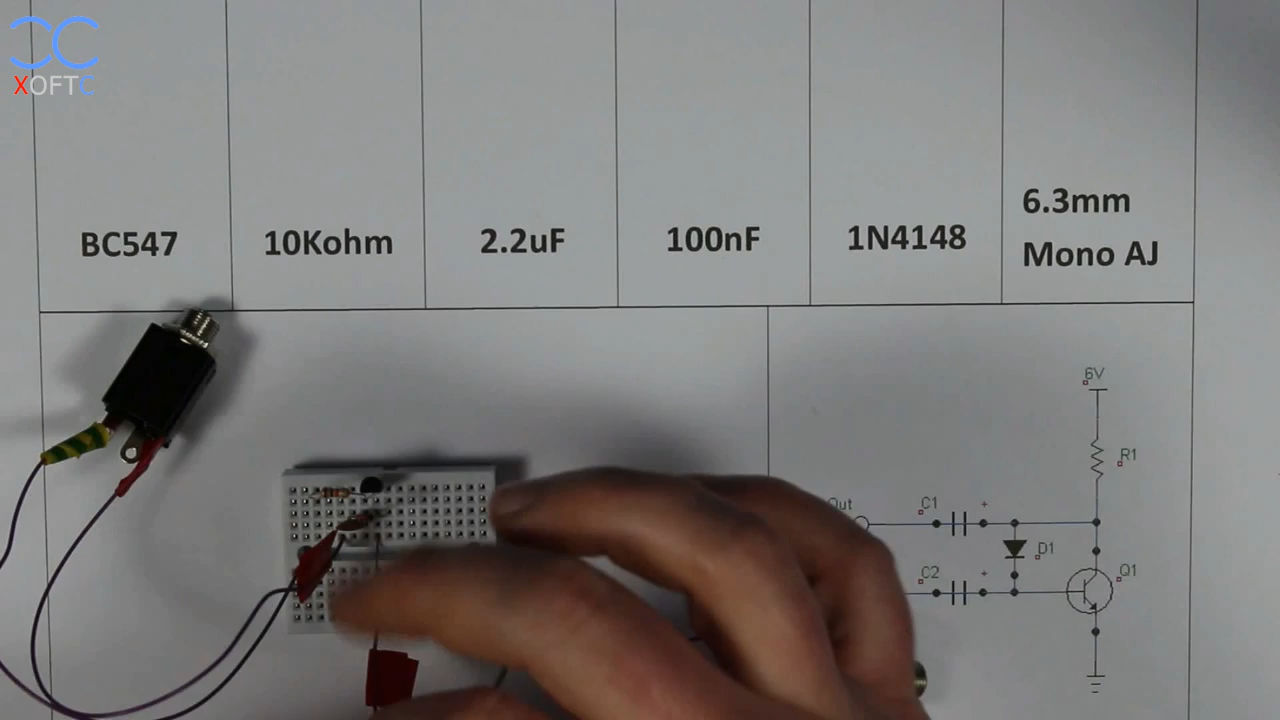 XOFTC
BC547
10Kohm
2.2uF
100nF
1N4148
6.3mm
Mono AJ
6V
R1
Out
C1
+
D1
C2
+
Q1